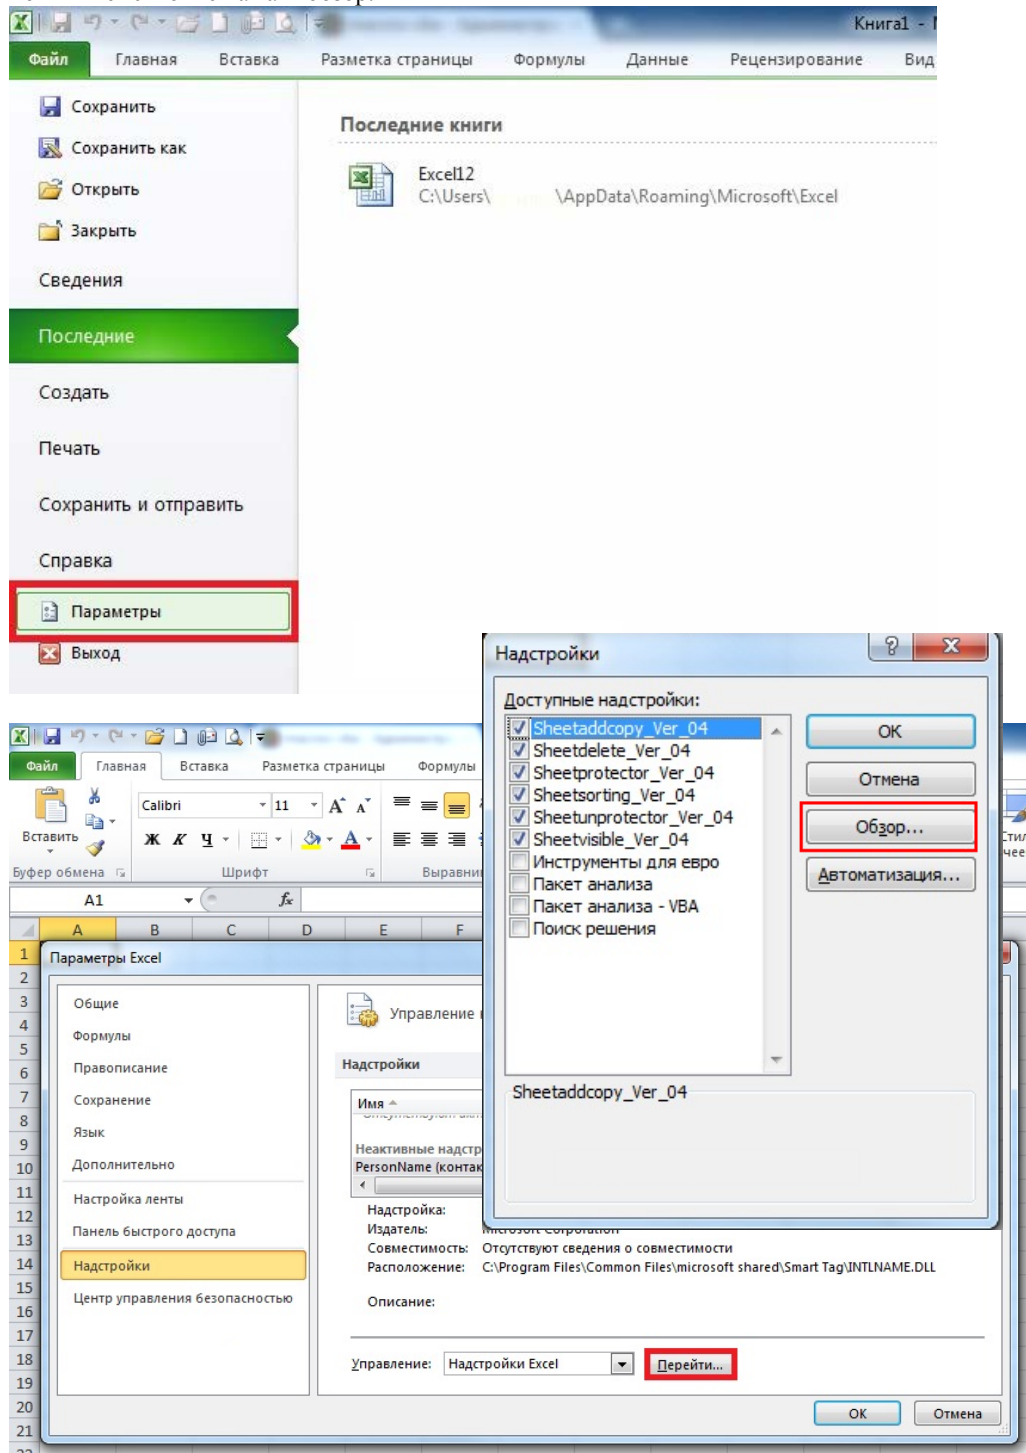 Книга1 -
Файл Главная Вставка Разметка страницы Формулы Данные Рецензирование Вид
Сохранить
Сохранить как
Открыть
Закрыть
Сведения
Последние
Создать
Печать
Сохранить и отправить
Справка
Параметры
Выход
Последние книги
Excel12
C:\Users\ \AppData\Roaming\Microsoft\Excel
Надстройки
Доступные надстройки:
Sheetaddcopy_Ver_04
Sheetdelete_Ver_04
Sheetprotector_Ver_04
Sheetsorting_Ver_04
Sheetunprotector_Ver_04
Sheetvisible_Ver_04
Инструменты для евро
Пакет анализа
Пакет анализа - VBA
Поиск решения
ОК
Отмена
Обзор...
Автоматизация...
Sheetaddcopy_Ver_04
Файл Главная Вставка Разметка страницы Формулы
Вставить
Calibri 11
Ж К Ч
Буфер обмена Шрифт Выравни
A1 fx
A B C D E F
1
2
3
4
5
6
7
8
9
10
11
12
13
14
15
16
17
18
19
20
21
Параметры Excel
Общие
Формулы
Правописание
Сохранение
Язык
Дополнительно
Настройка ленты
Панель быстрого доступа
Надстройки
Центр управления безопасностью
Управление
Надстройки
Имя
Неактивные надстр
PersonName (контак
Надстройка:
Издатель: Microsoft Corporation
Совместимость: Отсутствуют сведения о совместимости
Расположение: C:\Program Files\Common Files\microsoft shared\Smart Tag\INTLNAME.DLL
Описание:
Управление: Надстройки Excel Перейти...
ОК Отмена